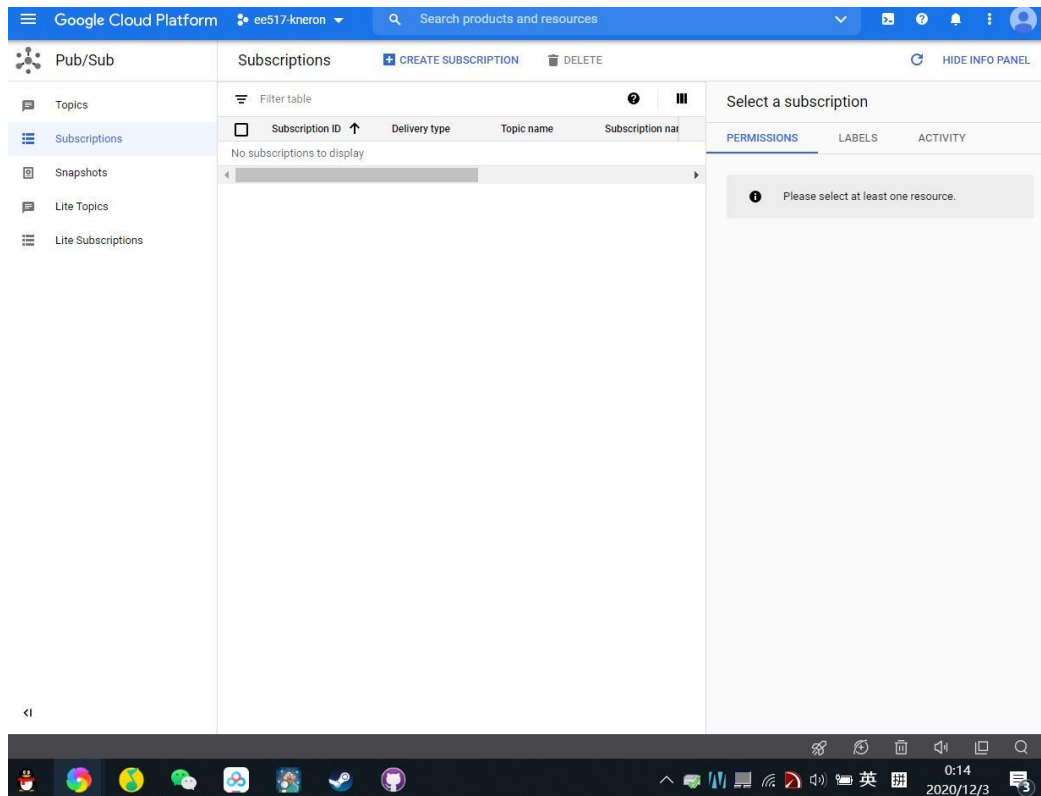 Google Cloud Platform ee517-kneron Search products and resources
Pub/Sub
Subscriptions CREATE SUBSCRIPTION DELETE HIDE INFO PANEL
Topics
Subscriptions
Snapshots
Lite Topics
Lite Subscriptions
Filter table
Subscription ID Delivery type Topic name Subscription nar
No subscriptions to display
Select a subscription
PERMISSIONS LABELS ACTIVITY
Please select at least one resource.
英 拼 0:14
2020/12/3 3